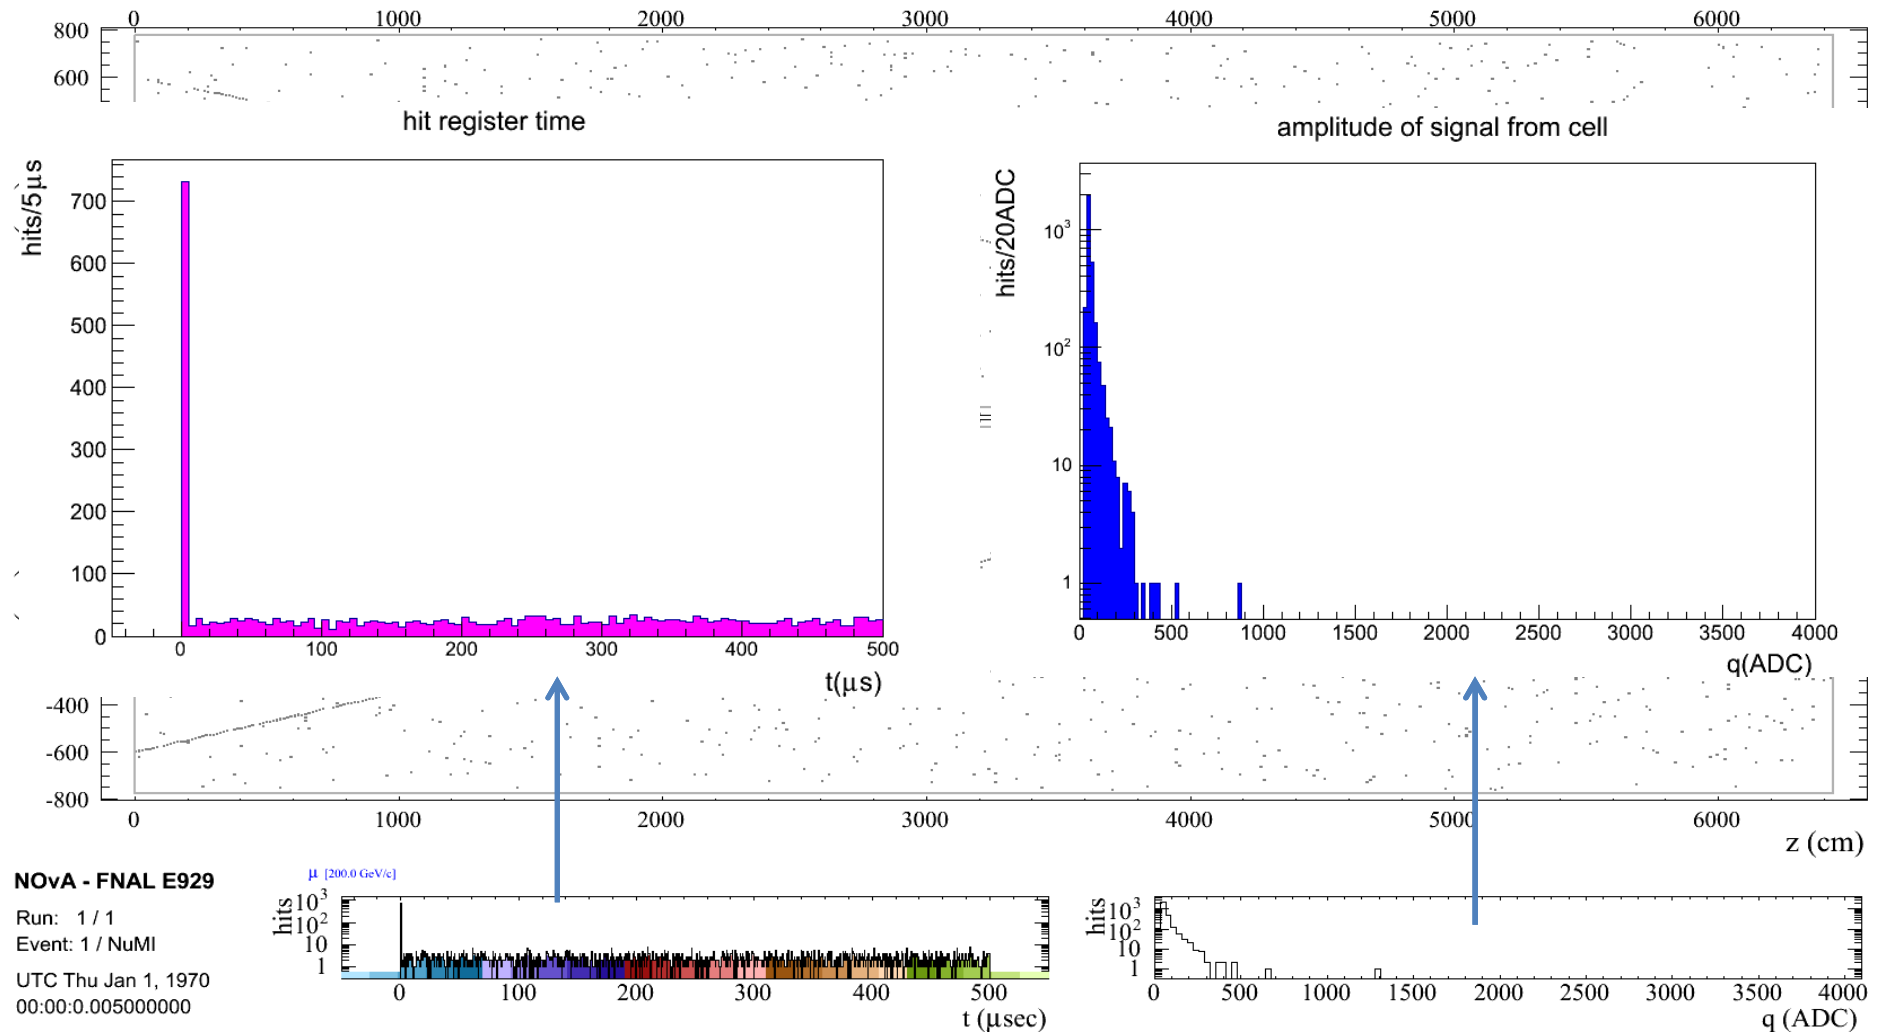 0 1000 2000 3000 4000 5000 6000
800
600
hit register time
amplitude of signal from cell
hits/5μs
700
600
500
400
300
200
100
0
0 100 200 300 400 500
t(μs)
hits/20ADC
10³
10²
10
1
0 500 1000 1500 2000 2500 3000 3500 4000
q(ADC)
-400
-600
-800
0 1000 2000 3000 4000 5000 6000
z (cm)
NOvA - FNAL E929
Run: 1 / 1
Event: 1 / NuMI
UTC Thu Jan 1, 1970
00:00:0.005000000
μ [200.0 GeV/c]
hits
10³
10²
10
1
0 100 200 300 400 500
t (μsec)
hits
10³
10²
10
1
0 500 1000 1500 2000 2500 3000 3500 4000
q (ADC)